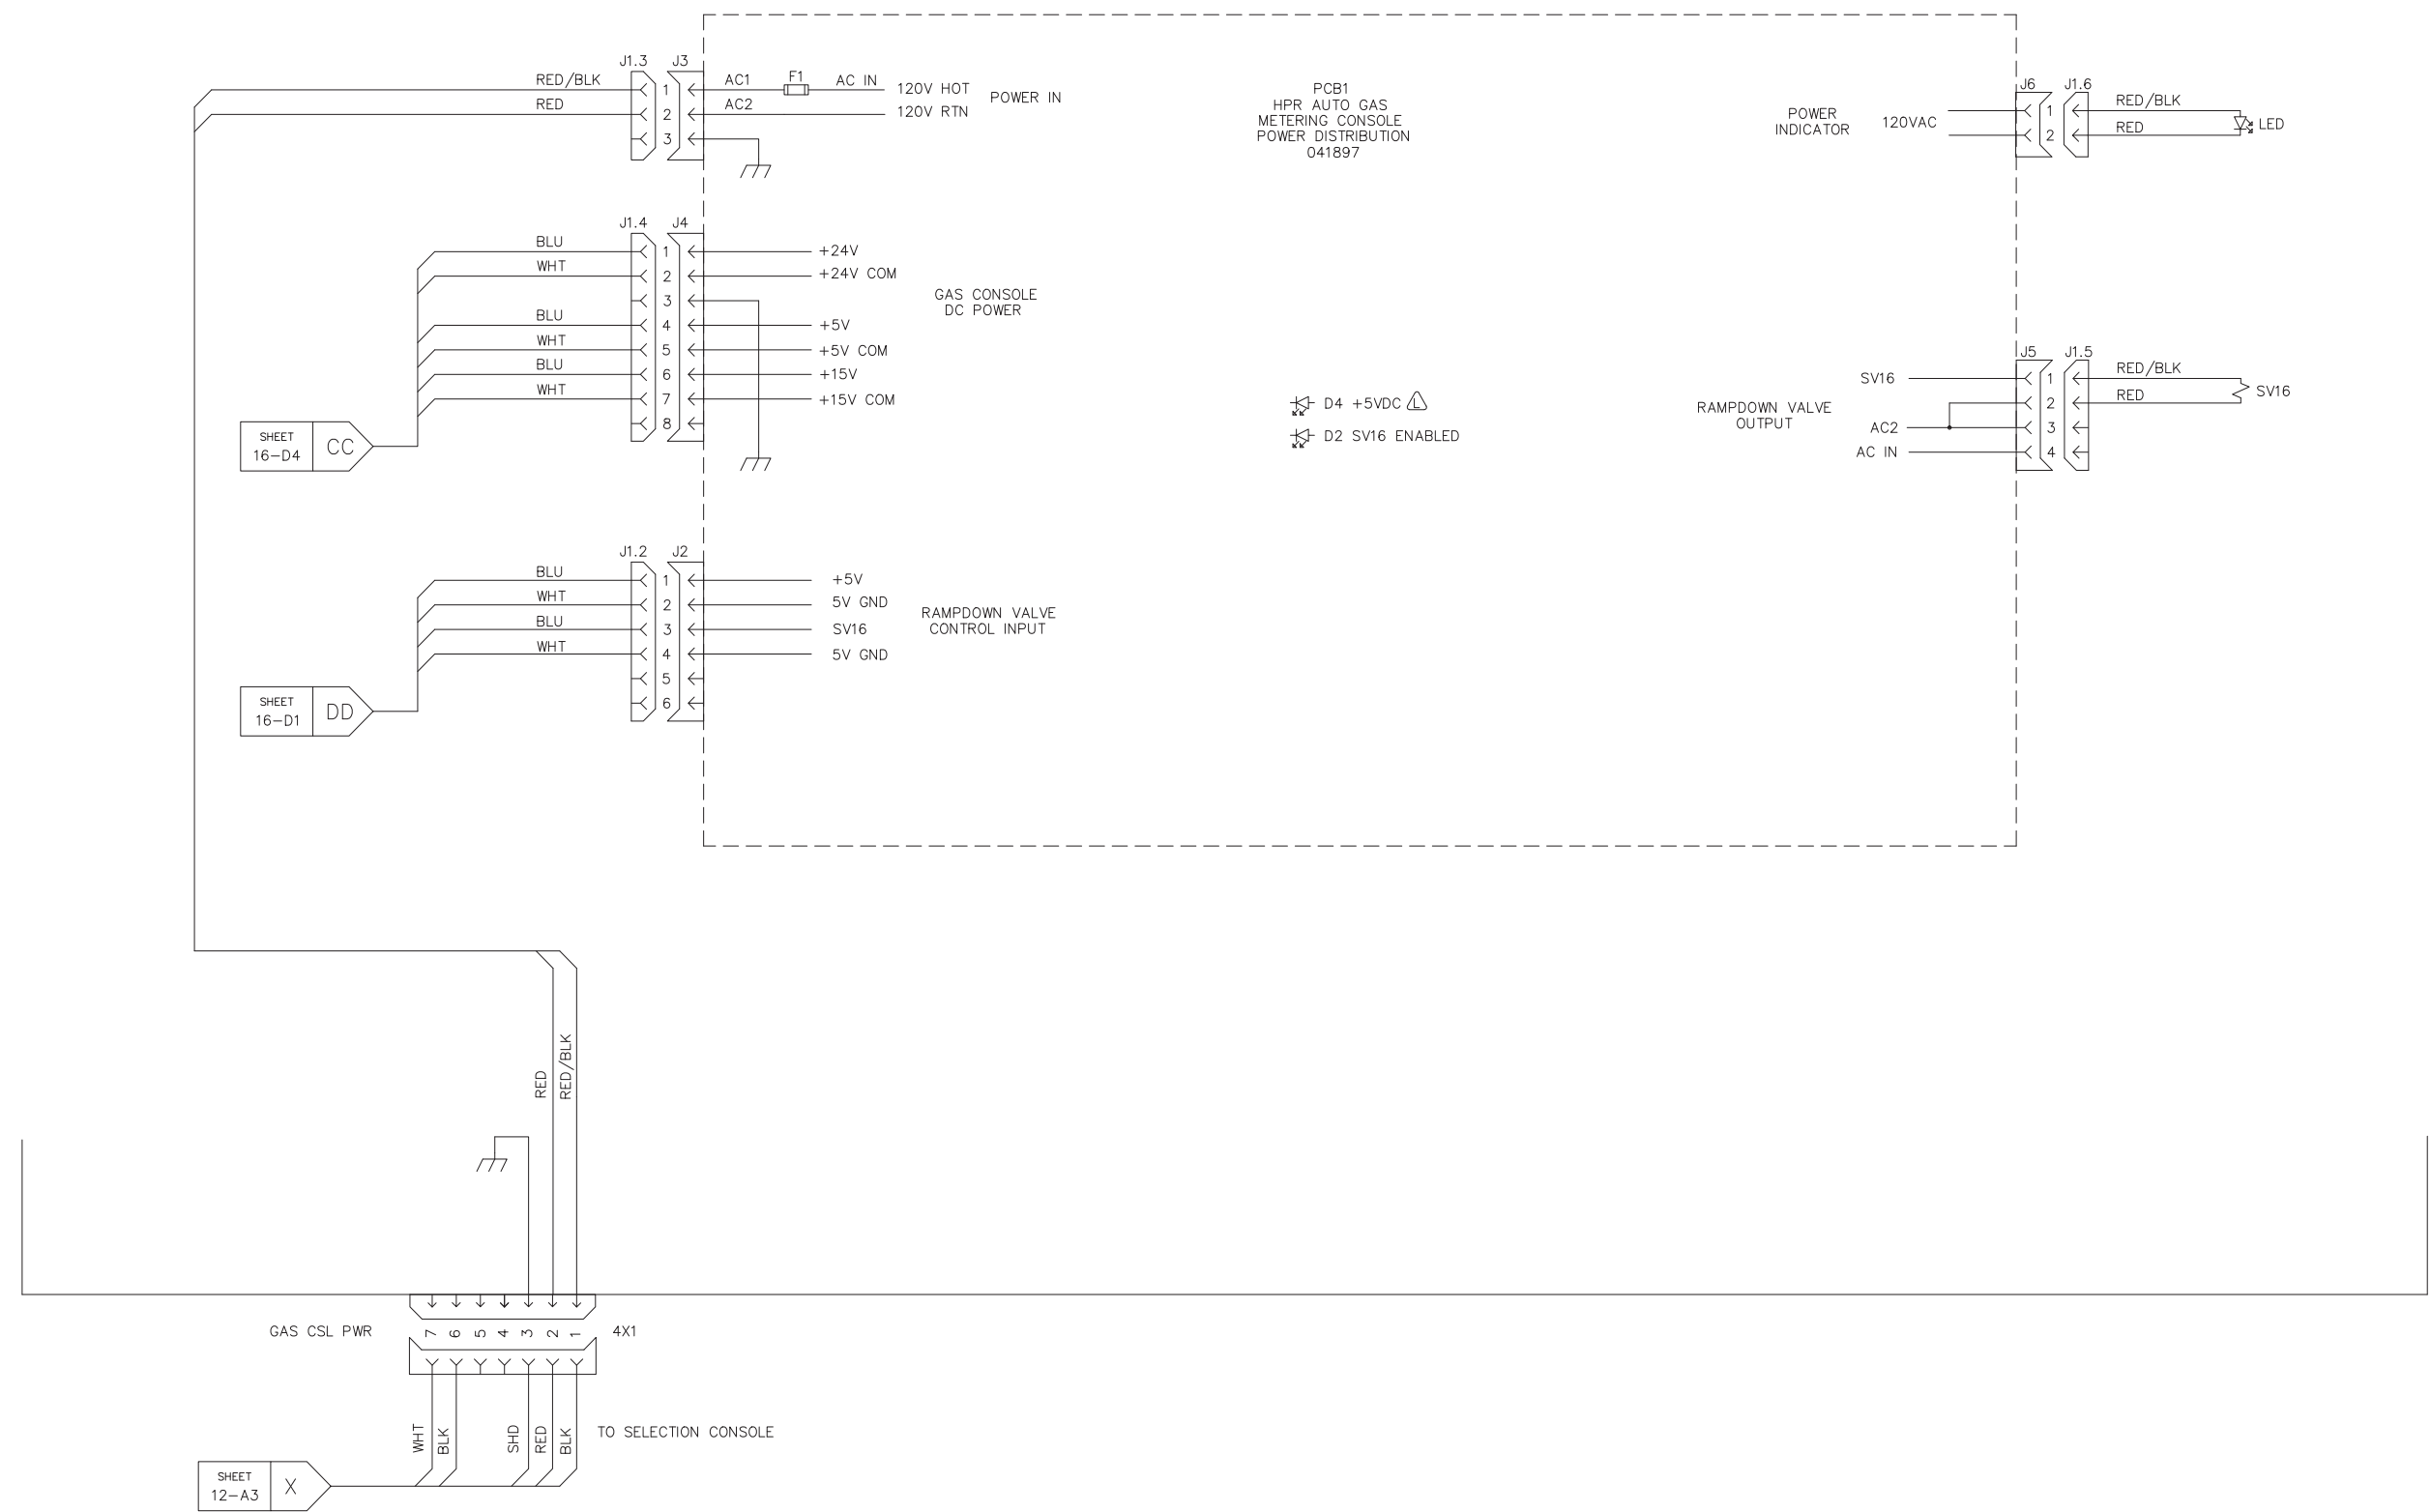 J1.3
J3
RED/BLK
1
AC1
F1
AC IN
120V HOT
POWER IN
RED
2
AC2
120V RTN
3
PCB1
HPR AUTO GAS
METERING CONSOLE
POWER DISTRIBUTION
041897
POWER
INDICATOR
120VAC
J6
J1.6
1
RED/BLK
2
RED
LED
J1.4
J4
BLU
1
+24V
WHT
2
+24V COM
3
GAS CONSOLE
DC POWER
BLU
4
+5V
WHT
5
+5V COM
BLU
6
+15V
WHT
7
+15V COM
8
SHEET
16-D4
CC
D4 +5VDC
L
D2 SV16 ENABLED
J5
J1.5
SV16
1
RED/BLK
2
RED
SV16
RAMPDOWN VALVE
OUTPUT
AC2
3
AC IN
4
J1.2
J2
BLU
1
+5V
WHT
2
5V GND
BLU
3
SV16
WHT
4
5V GND
5
6
RAMPDOWN VALVE
CONTROL INPUT
SHEET
16-D1
DD
RED
RED/BLK
GAS CSL PWR
7
6
5
4
3
2
1
4X1
WHT
BLK
SHD
RED
BLK
TO SELECTION CONSOLE
SHEET
12-A3
X